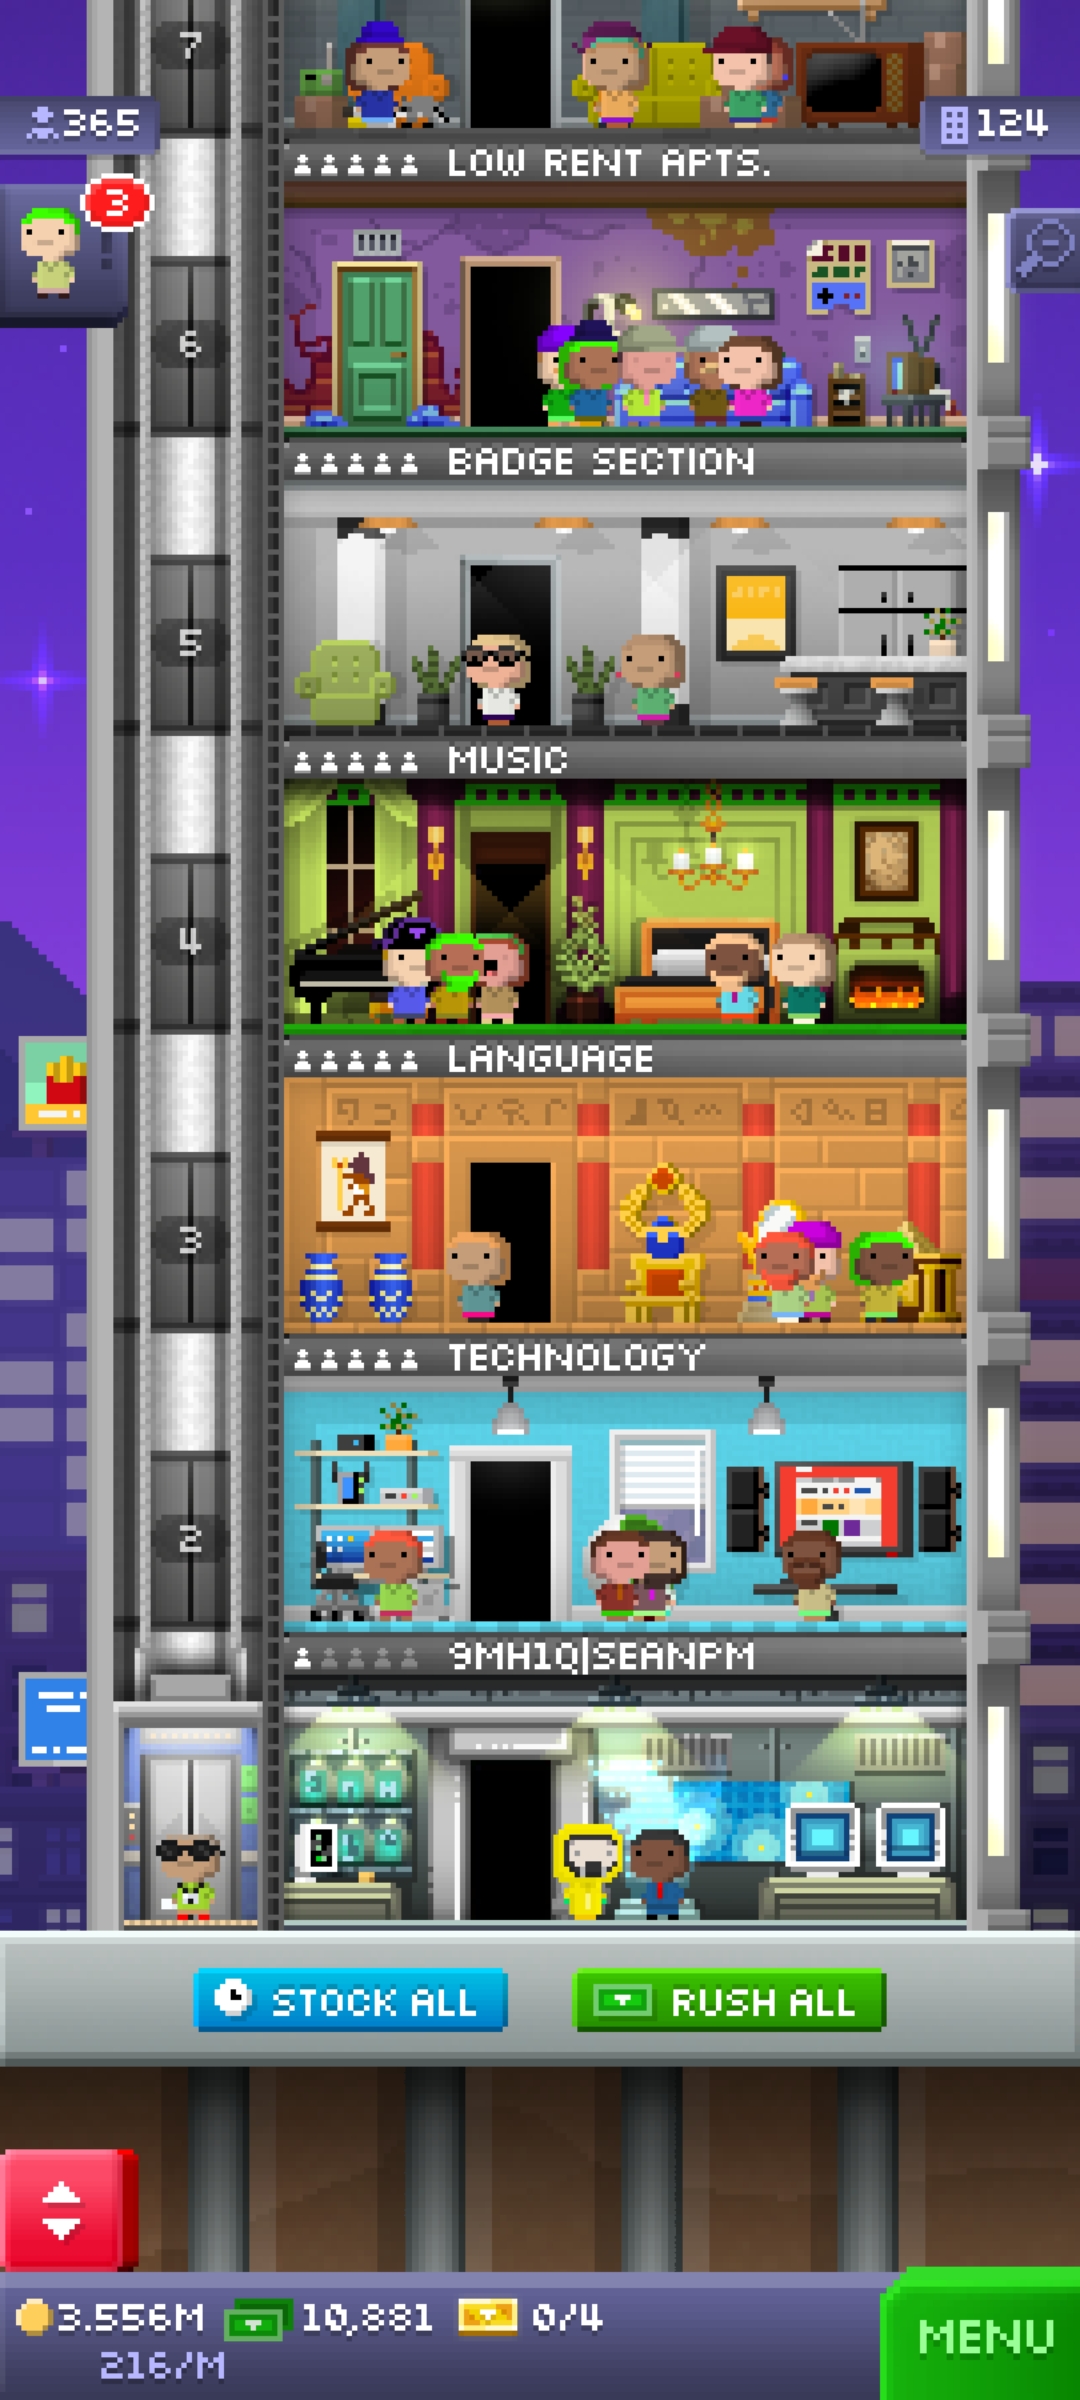 7
365
124
3
LOW RENT APTS.
6
BADGE SECTION
5
MUSIC
4
LANGUAGE
3
TECHNOLOGY
2
9MH1Q|SEANPM
STOCK ALL
RUSH ALL
3.556M
10,881
0/4
MENU
216/M